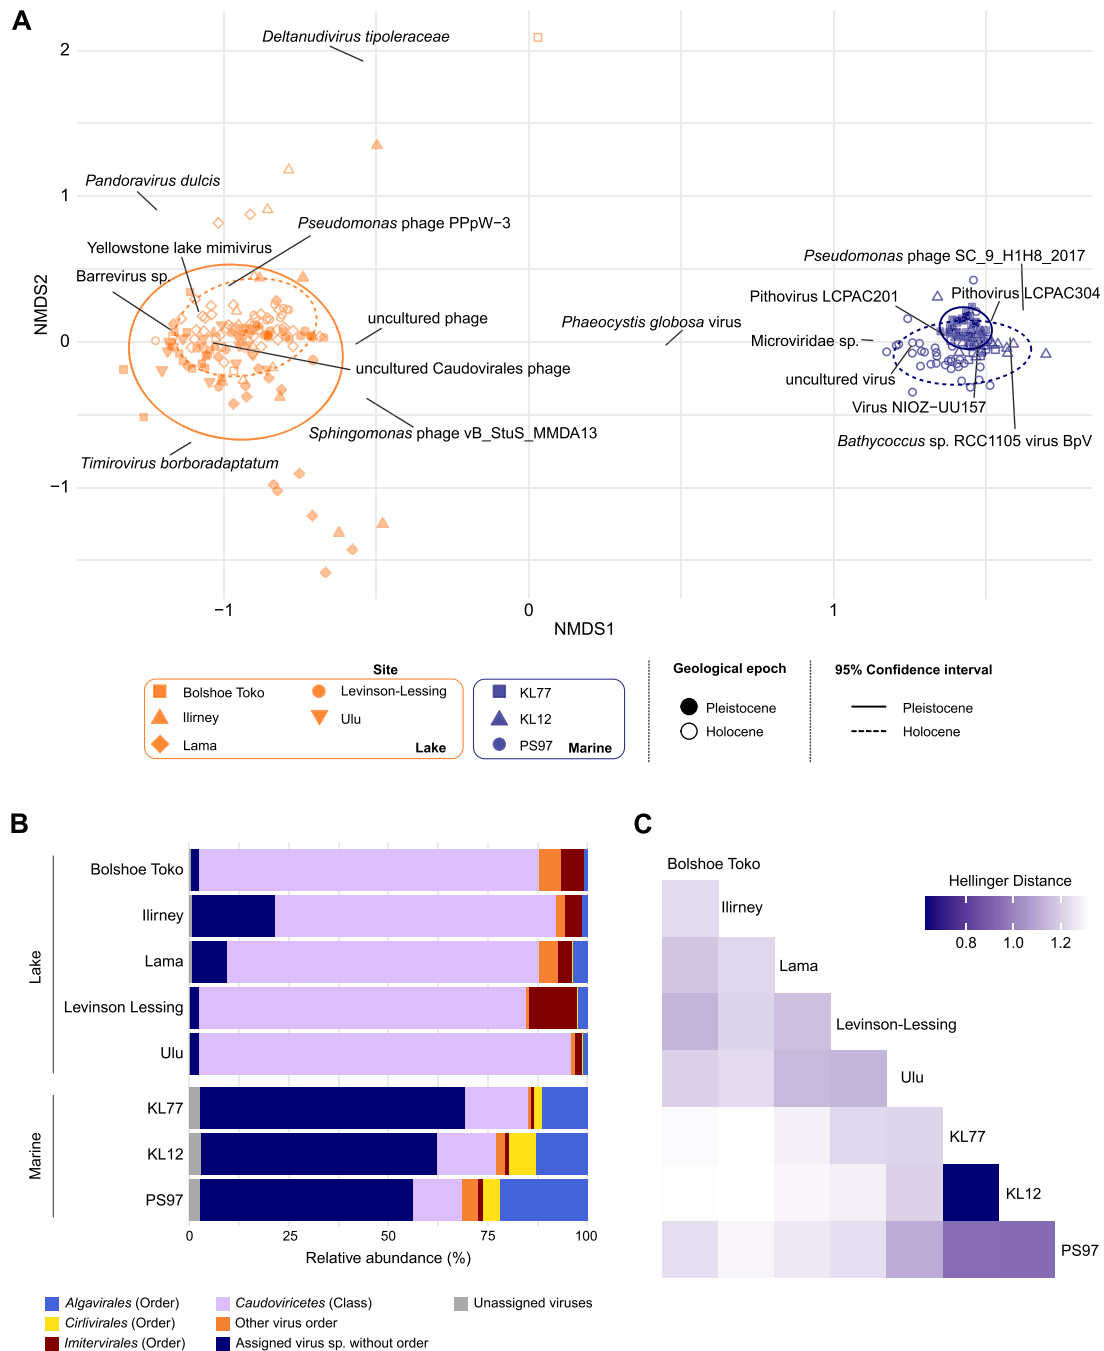 A
Deltanudivirus tipoleraceae
Pandoravirus dulcis
Pseudomonas phage PPpW−3
Yellowstone lake mimivirus
Barrevirus sp.
uncultured phage
uncultured Caudovirales phage
Phaeocystis globosa virus
Sphingomonas phage vB_StuS_MMDA13
Timirovirus borboradaptatum
Pseudomonas phage SC_9_H1H8_2017
Pithovirus LCPAC201
Pithovirus LCPAC304
Microviridae sp.
uncultured virus
Virus NIOZ−UU157
Bathycoccus sp. RCC1105 virus BpV
NMDS2
2
1
0
−1
−1
0
1
NMDS1
Site
Bolshoe Toko
Levinson-Lessing
Ilirney
Ulu
Lama
Lake
KL77
KL12
PS97
Marine
Geological epoch
Pleistocene
Holocene
95% Confidence interval
Pleistocene
Holocene
B
Lake
Bolshoe Toko
Ilirney
Lama
Levinson Lessing
Ulu
Marine
KL77
KL12
PS97
0
25
50
75
100
Relative abundance (%)
Algavirales (Order)
Cirlivirales (Order)
Imitervirales (Order)
Caudoviricetes (Class)
Other virus order
Assigned virus sp. without order
Unassigned viruses
C
Bolshoe Toko
Ilirney
Lama
Levinson-Lessing
Ulu
KL77
KL12
PS97
Hellinger Distance
0.8
1.0
1.2